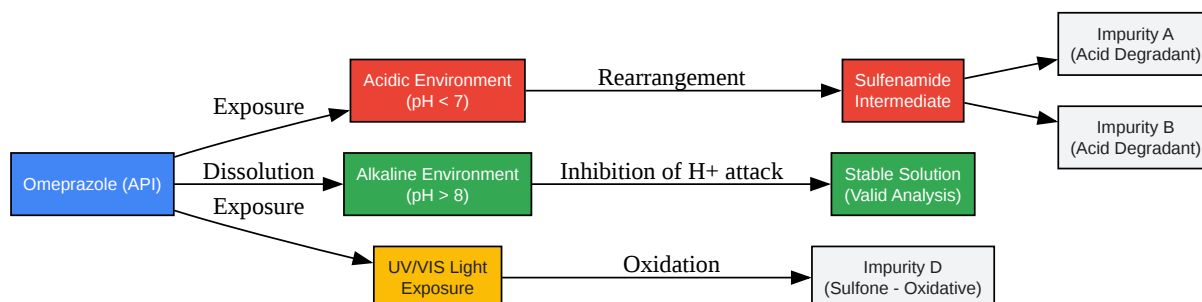 Omeprazole (API)
Exposure
Dissolution
Exposure
Acidic Environment
(pH < 7)
Rearrangement
Sulfenamide
Intermediate
Impurity A
(Acid Degradant)
Impurity B
(Acid Degradant)
Alkaline Environment
(pH > 8)
Inhibition of H+ attack
Stable Solution
(Valid Analysis)
UV/VIS Light
Exposure
Oxidation
Impurity D
(Sulfone - Oxidative)